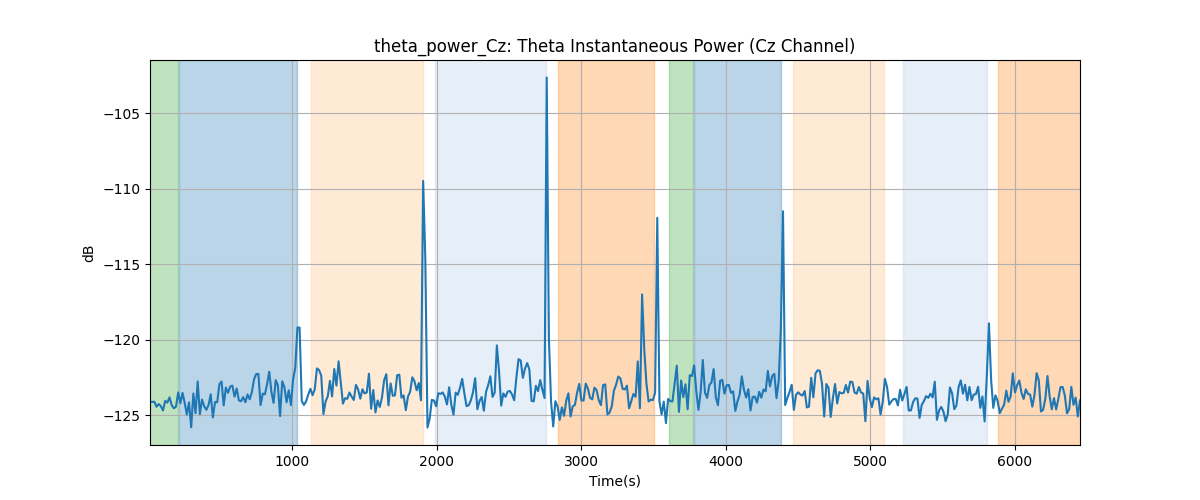 theta_power_Cz: Theta Instantaneous Power (Cz Channel)
dB
−105
−110
−115
−120
−125
1000 2000 3000 4000 5000 6000
Time(s)